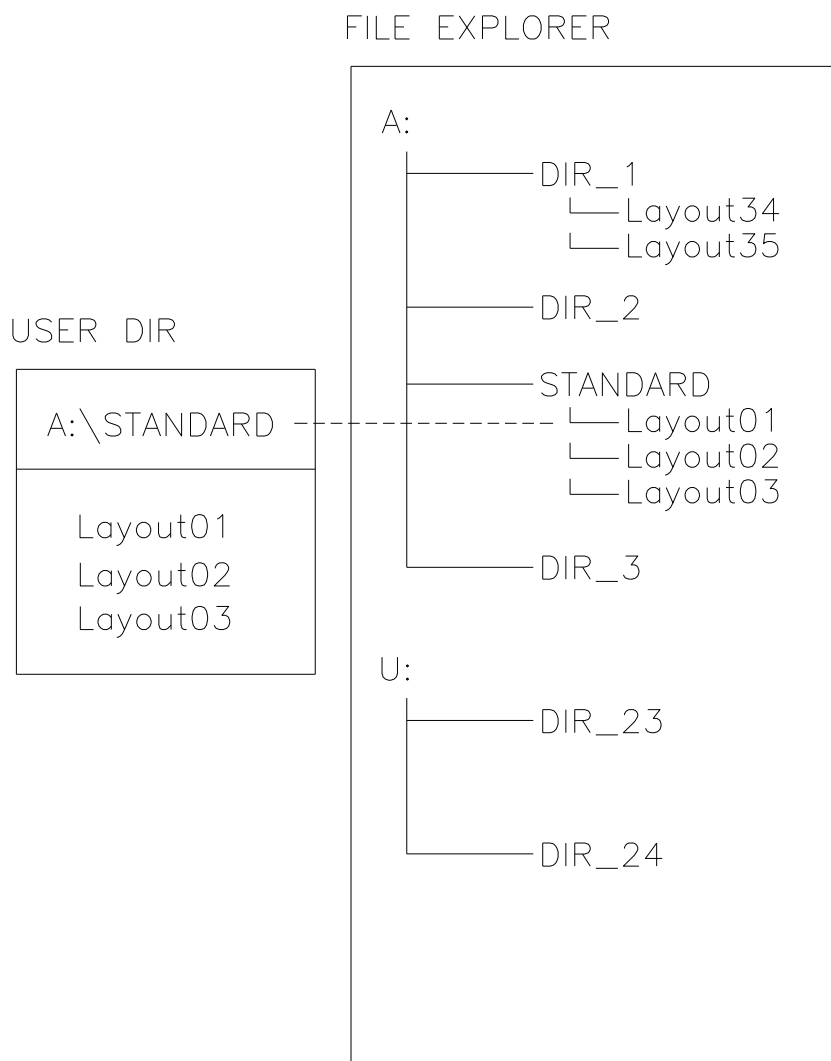 FILE EXPLORER
A:
DIR_1
Layout34
Layout35
DIR_2
STANDARD
Layout01
Layout02
Layout03
DIR_3
U:
DIR_23
DIR_24
USER DIR
A:\STANDARD
Layout01
Layout02
Layout03